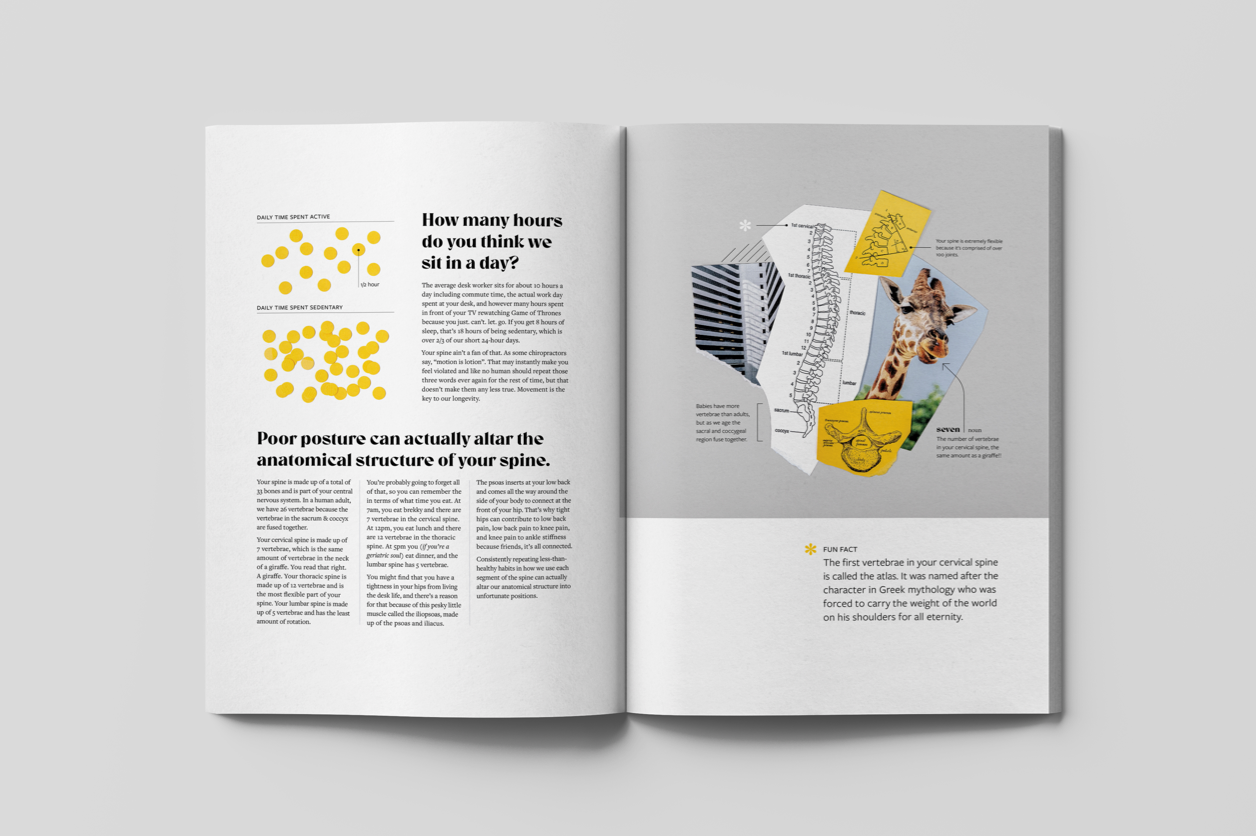 DAILY TIME SPENT ACTIVE
1/2 hour
DAILY TIME SPENT SEDENTARY
How many hours
do you think we
sit in a day?
The average desk worker sits for about 10 hours a
day including commute time, the actual work day
spent at your desk, and however many hours spent
in front of your TV rewatching Game of Thrones
because you just. can't. let. go. If you get 8 hours of
sleep, that's 18 hours of being sedentary, which is
over 2/3 of our short 24-hour days.
Your spine ain't a fan of that. As some chiropractors
say, "motion is lotion". That may instantly make you
feel violated and like no human should repeat those
three words ever again for the rest of time, but that
doesn't make them any less true. Movement is the
key to our longevity.
Poor posture can actually altar the
anatomical structure of your spine.
Your spine is made up of a total of
33 bones and is part of your central
nervous system. In a human adult,
we have 26 vertebrae because the
vertebrae in the sacrum & coccyx
are fused together.
Your cervical spine is made up of
7 vertebrae, which is the same
amount of vertebrae in the neck
of a giraffe. You read that right.
A giraffe. Your thoracic spine is
made up of 12 vertebrae and is
the most flexible part of your
spine. Your lumbar spine is made
up of 5 vertebrae and has the least
amount of rotation.
You're probably going to forget all
of that, so you can remember the
in terms of what time you eat. At
7am, you eat brekky and there are
7 vertebrae in the cervical spine.
At 12pm, you eat lunch and there
are 12 vertebrae in the thoracic
spine. At 5pm you (if you're a
geriatric soul) eat dinner, and the
lumbar spine has 5 vertebrae.
You might find that you have a
tightness in your hips from living
the desk life, and there's a reason
for that because of this pesky little
muscle called the iliopsoas, made
up of the psoas and iliacus.
The psoas inserts at your low back
and comes all the way around the
side of your body to connect at the
front of your hip. That's why tight
hips can contribute to low back
pain, low back pain to knee pain,
and knee pain to ankle stiffness
because friends, it's all connected.
Consistently repeating less-than-
healthy habits in how we use each
segment of the spine can actually
altar our anatomical structure into
unfortunate positions.
1st cervical
2
3
4
5
6
7
1st thoracic
2
3
4
5
6
7
8
9
10
11
12
1st lumbar
2
3
4
5
sacrum
coccyx
thoracic
lumbar
Your spine is extremely flexible
because it's comprised of over
100 joints.
Babies have more
vertebrae than adults,
but as we age the
sacral and coccygeal
region fuse together.
seven noun
The number of vertebrae
in your cervical spine, the
same amount as a giraffe!!
FUN FACT
The first vertebrae in your cervical spine
is called the atlas. It was named after the
character in Greek mythology who was
forced to carry the weight of the world
on his shoulders for all eternity.